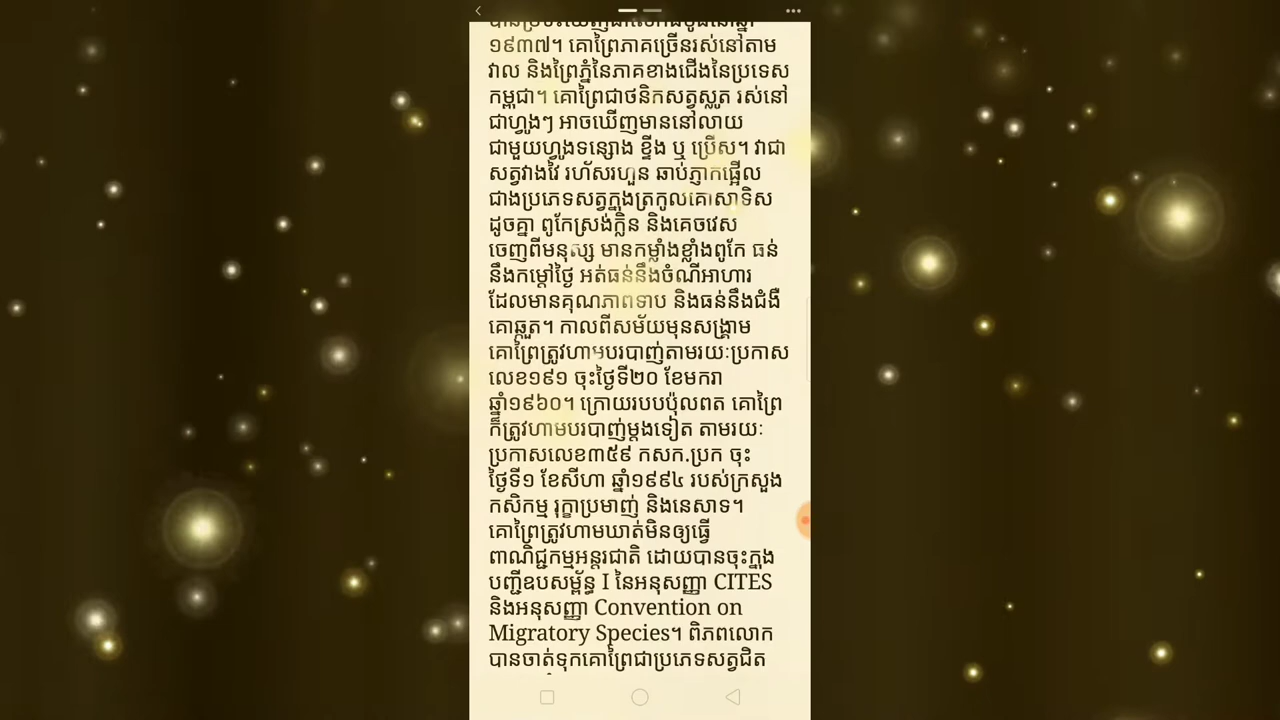 ១៩៣៧។ គោព្រៃភាគច្រើនរស់នៅតាម
វាល និងព្រៃភ្នំនៃភាគខាងជើងនៃប្រទេស
កម្ពុជា។ គោព្រៃជាថនិកសត្វស្លូត រស់នៅ
ជាហ្វូងៗ អាចឃើញមាននៅលាយ
ជាមួយហ្វូងទន្សោង ខ្ទីង ឬ ប្រើស។ វាជា
សត្វវាងវៃ រហ័សរហួន ឆាប់ភ្ញាកផ្អើល
ជាងប្រភេទសត្វក្នុងត្រកូលគោសាទិស
ដូចគ្នា ពូកែស្រង់ក្លិន និងគេចវេស
ចេញពីមនុស្ស មានកម្លាំងខ្លាំងពូកែ ធន់
នឹងកម្ដៅថ្ងៃ អត់ធន់នឹងចំណីអាហារ
ដែលមានគុណភាពទាប និងធន់នឹងជំងឺ
គោឆ្កួត។ កាលពីសម័យមុនសង្គ្រាម
គោព្រៃត្រូវហាមបរបាញ់តាមរយៈប្រកាស
លេខ១៩១ ចុះថ្ងៃទី២០ ខែមករា
ឆ្នាំ១៩៦០។ ក្រោយរបបប៉ុលពត គោព្រៃ
ក៏ត្រូវហាមបរបាញ់ម្ដងទៀត តាមរយៈ
ប្រកាសលេខ៣៥៩ កសក.ប្រក ចុះ
ថ្ងៃទី១ ខែសីហា ឆ្នាំ១៩៩៤ របស់ក្រសួង
កសិកម្ម រុក្ខាប្រមាញ់ និងនេសាទ។
គោព្រៃត្រូវហាមឃាត់មិនឲ្យធ្វើ
ពាណិជ្ជកម្មអន្តរជាតិ ដោយបានចុះក្នុង
បញ្ជីឧបសម្ព័ន្ធ I នៃអនុសញ្ញា CITES
និងអនុសញ្ញា Convention on
Migratory Species។ ពិភពលោក
បានចាត់ទុកគោព្រៃជាប្រភេទសត្វជិត